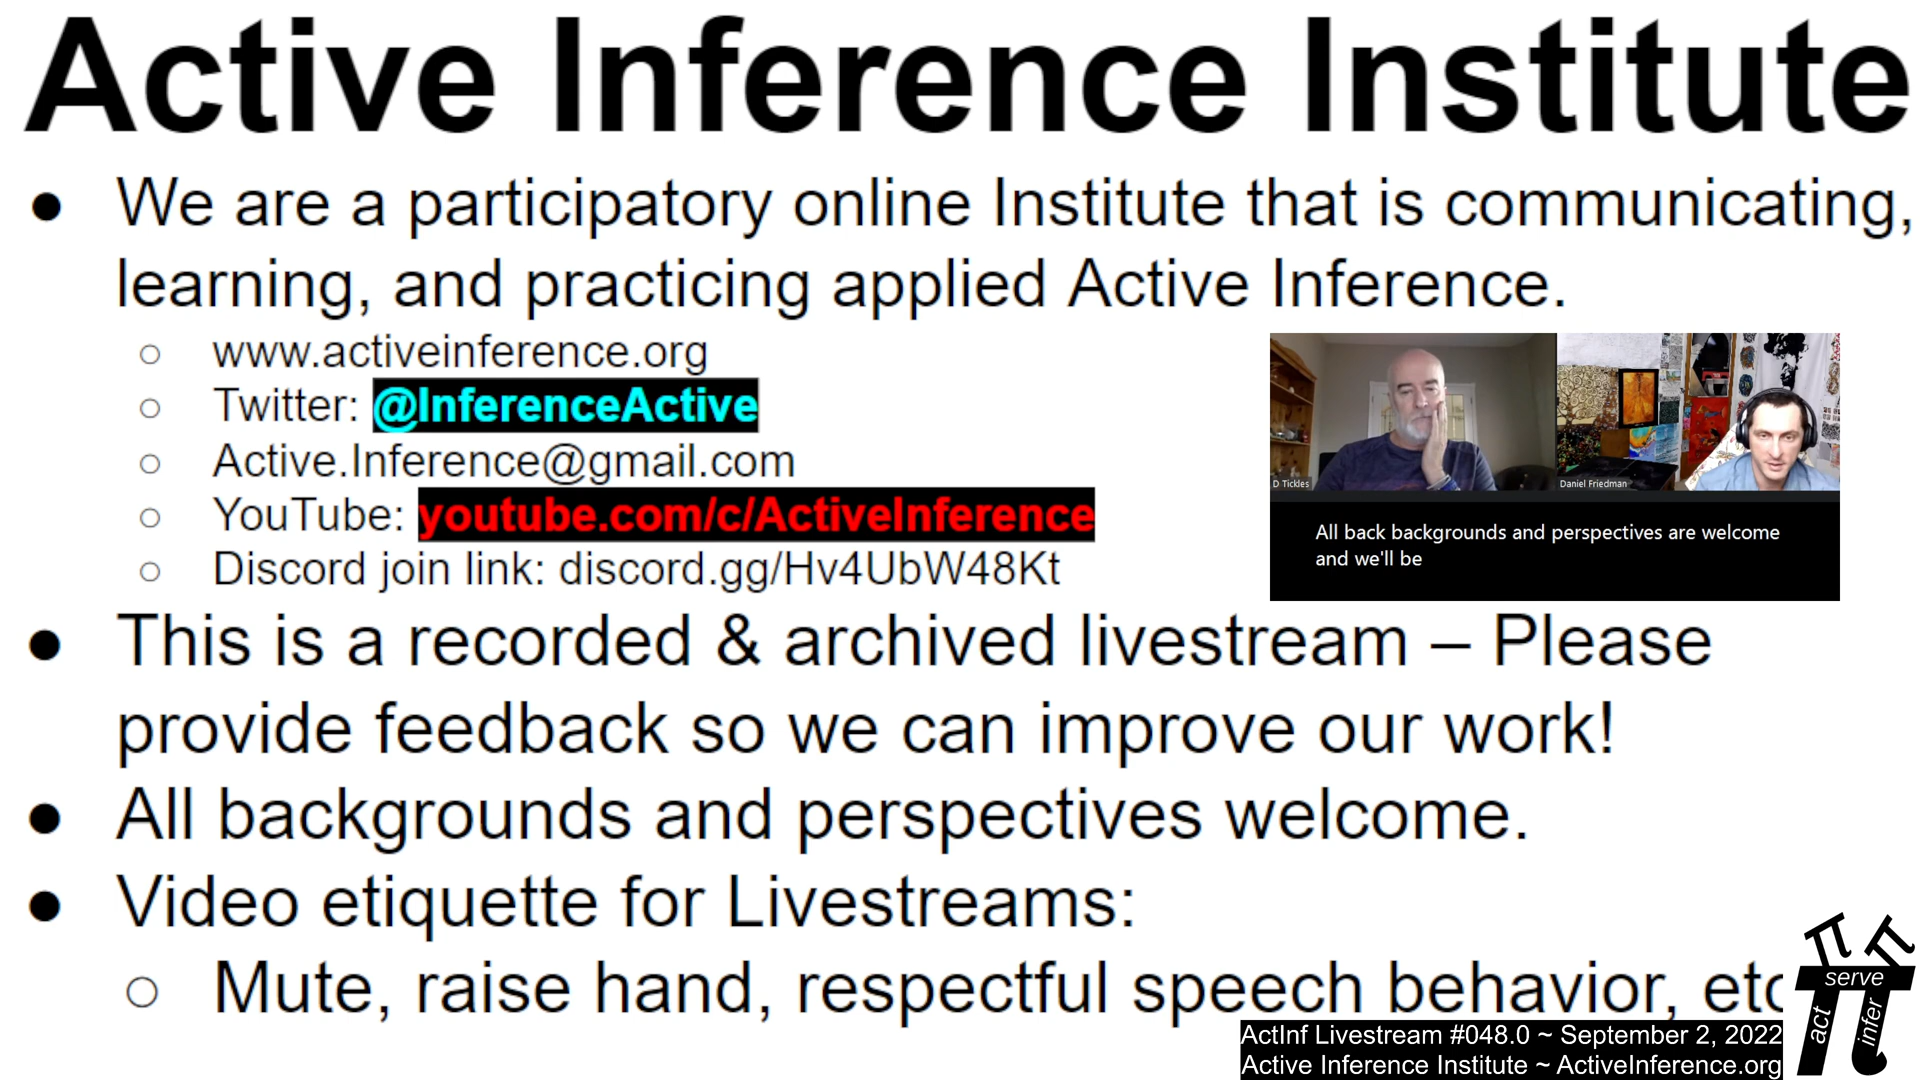 Active Inference Institute
● We are a participatory online Institute that is communicating,
learning, and practicing applied Active Inference.
○ www.activeinference.org
○ Twitter: @InferenceActive
○ Active.Inference@gmail.com
○ YouTube: youtube.com/c/ActiveInference
○ Discord join link: discord.gg/Hv4UbW48Kt
D Tickles
Daniel Friedman
All back backgrounds and perspectives are welcome
and we'll be
● This is a recorded & archived livestream – Please
provide feedback so we can improve our work!
● All backgrounds and perspectives welcome.
● Video etiquette for Livestreams:
○ Mute, raise hand, respectful speech behavior, etc
ActInf Livestream #048.0 ~ September 2, 2022
Active Inference Institute ~ ActiveInference.org
serve
act
infer